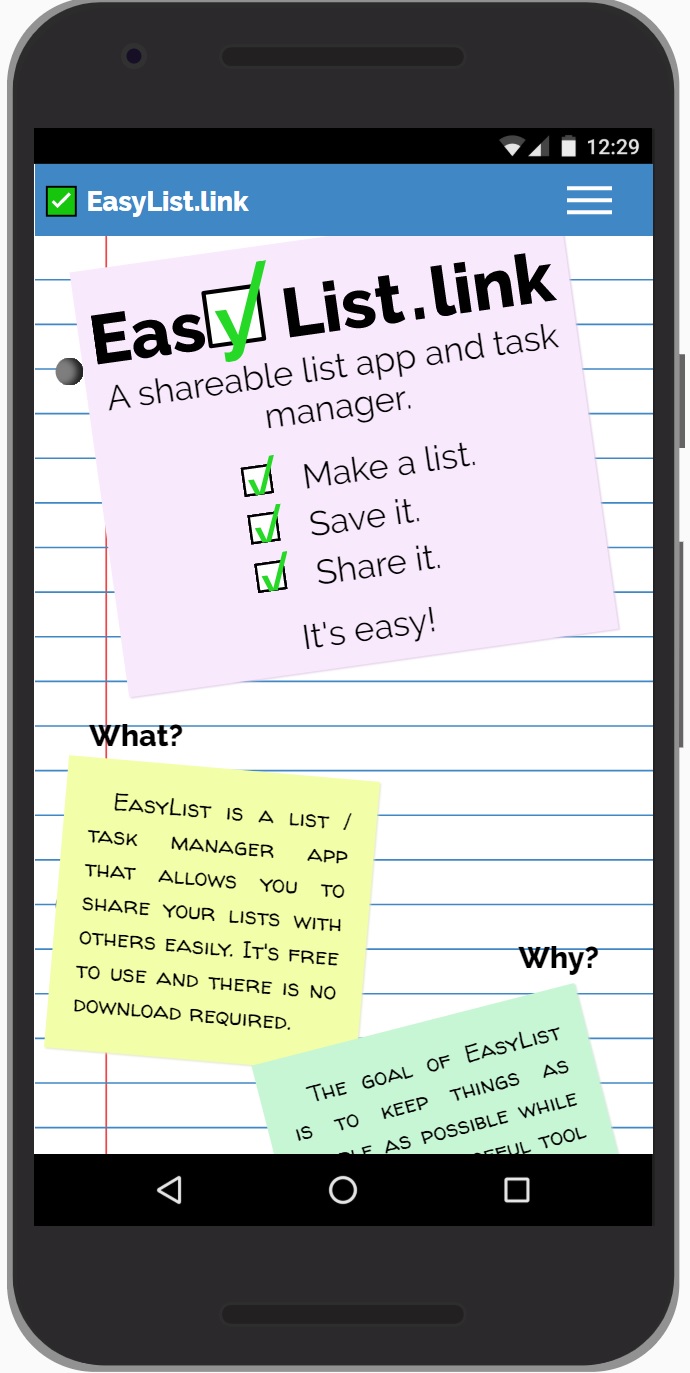 12:29
EasyList.link
Easy List.link
A shareable list app and task
manager.
Make a list.
Save it.
Share it.
It's easy!
What?
EasyList is a list /
task manager app
that allows you to
share your lists with
others easily. It's free
to use and there is no
download required.
Why?
The goal of EasyList
is to keep things as
as possible while
tool